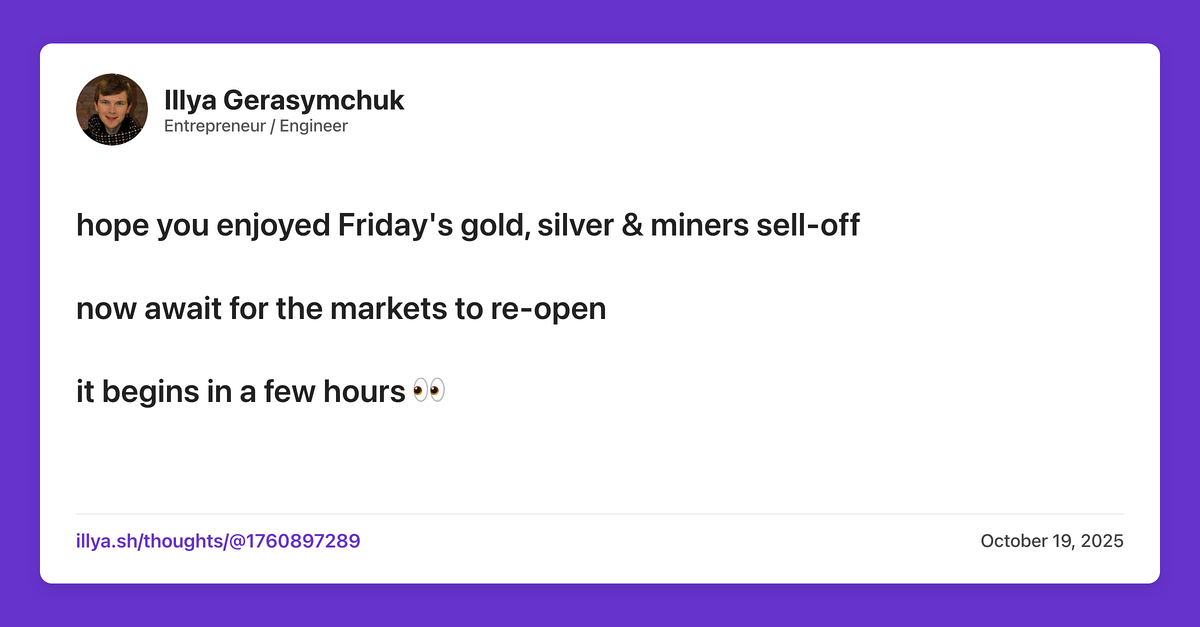 Illya Gerasymchuk
Entrepreneur / Engineer
hope you enjoyed Friday's gold, silver & miners sell-off
now await for the markets to re-open
it begins in a few hours 👀
illya.sh/thoughts/@1760897289
October 19, 2025